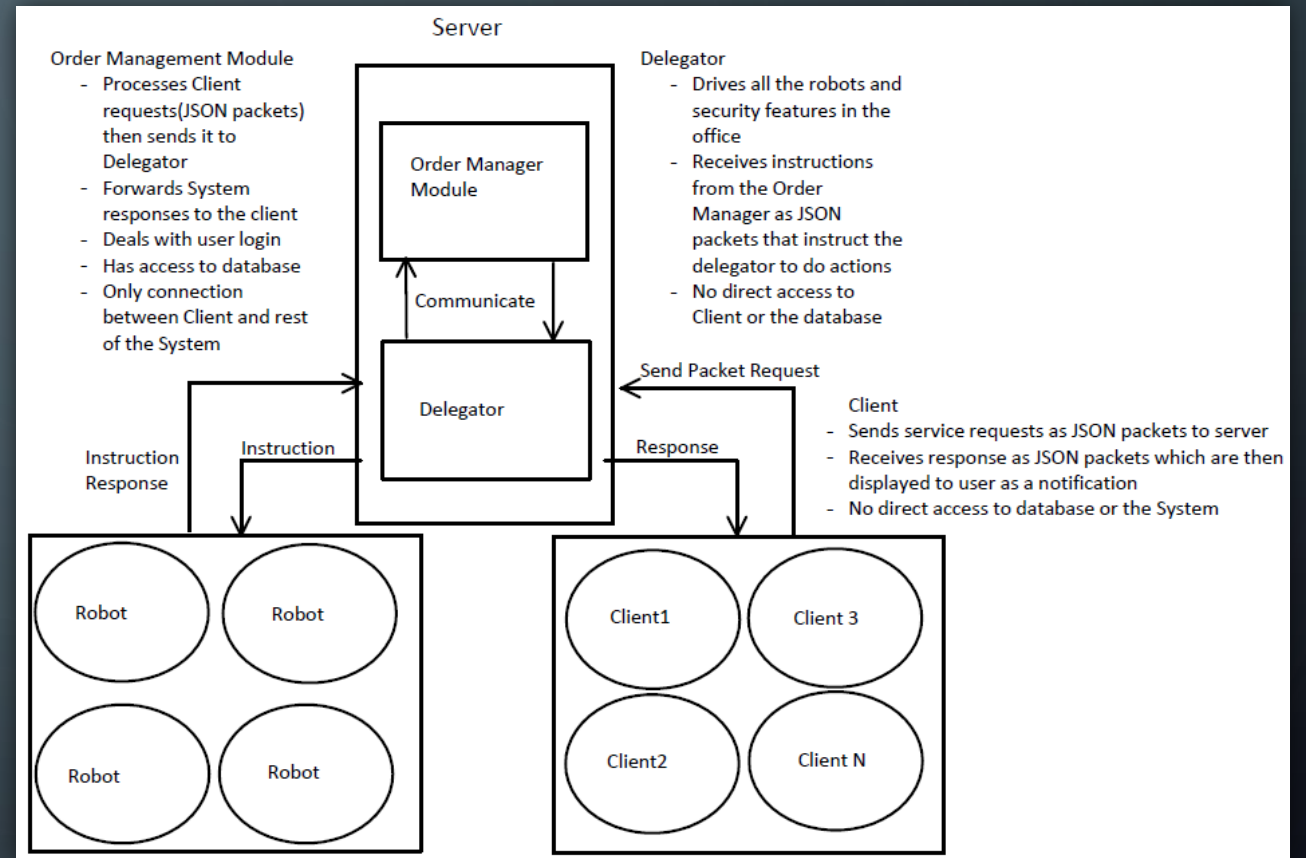 Server
Order Management Module
- Processes Client
requests(JSON packets)
then sends it to
Delegator
- Forwards System
responses to the client
- Deals with user login
- Has access to database
- Only connection
between Client and rest
of the System
Order Manager
Module
Communicate
Delegator
Delegator
- Drives all the robots and
security features in the
office
- Receives instructions
from the Order
Manager as JSON
packets that instruct the
delegator to do actions
- No direct access to
Client or the database
Send Packet Request
Client
- Sends service requests as JSON packets to server
- Receives response as JSON packets which are then
displayed to user as a notification
- No direct access to database or the System
Instruction
Response
Instruction
Response
Robot
Robot
Robot
Robot
Client1
Client 3
Client2
Client N